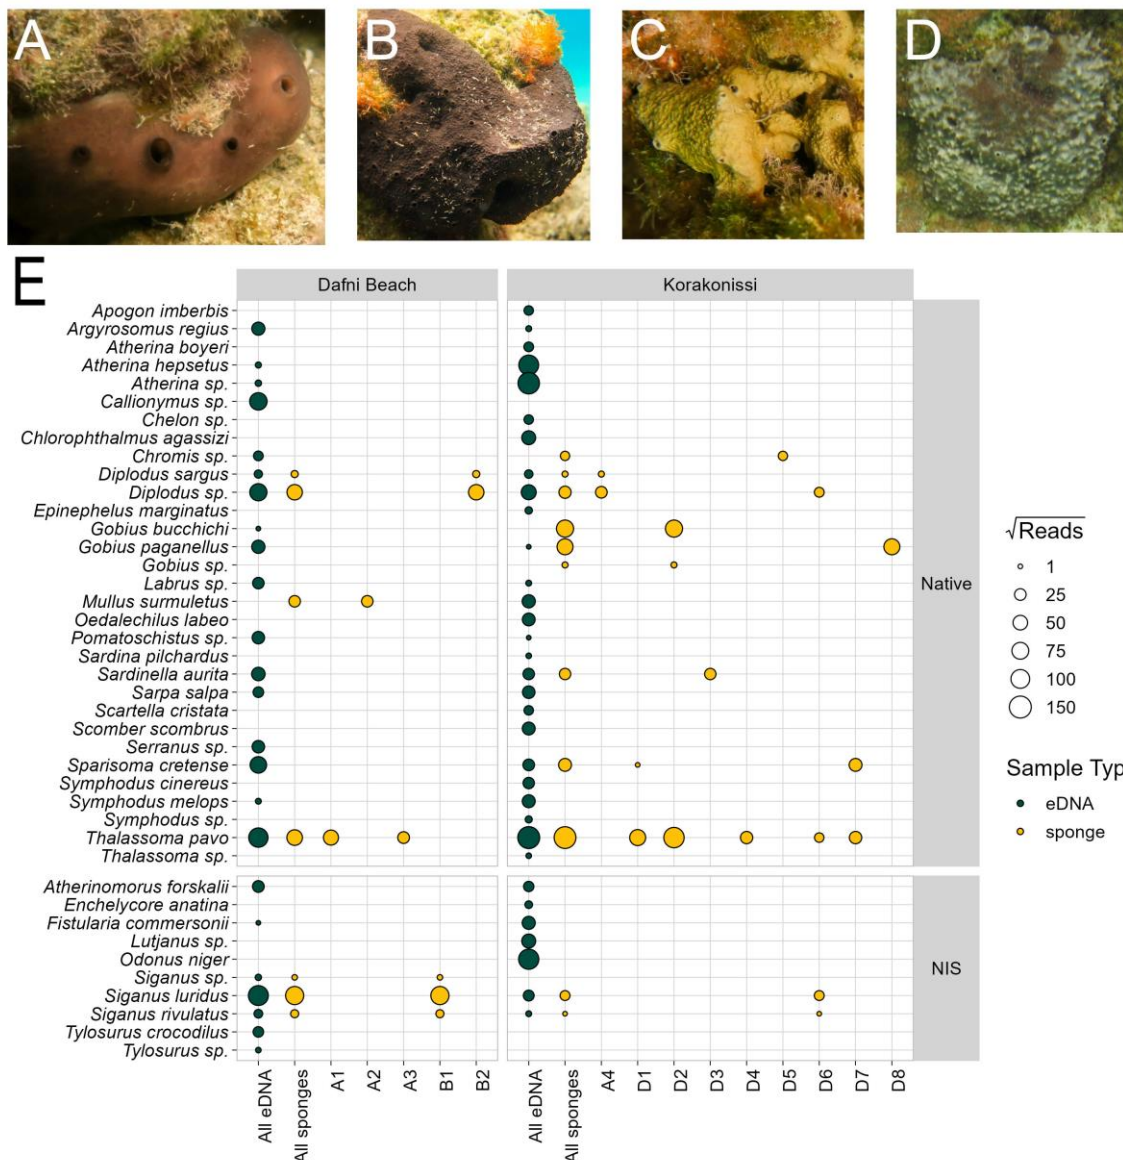 A
B
C
D
E
Dafni Beach
Korakonissi
Apogon imberbis
Argyrosomus regius
Atherina boyeri
Atherina hepsetus
Atherina sp.
Callionymus sp.
Chelon sp.
Chlorophthalmus agassizi
Chromis sp.
Diplodus sargus
Diplodus sp.
Epinephelus marginatus
Gobius bucchichi
Gobius paganellus
Gobius sp.
Labrus sp.
Mullus surmuletus
Oedalechilus labeo
Pomatoschistus sp.
Sardina pilchardus
Sardinella aurita
Sarpa salpa
Scartella cristata
Scomber scombrus
Serranus sp.
Sparisoma cretense
Symphodus cinereus
Symphodus melops
Symphodus sp.
Thalassoma pavo
Thalassoma sp.
Native
Atherinomorus forskalii
Enchelycore anatina
Fistularia commersonii
Lutjanus sp.
Odonus niger
Siganus sp.
Siganus luridus
Siganus rivulatus
Tylosurus crocodilus
Tylosurus sp.
NIS
All eDNA
All sponges
A1
A2
A3
B1
B2
All eDNA
All sponges
A4
D1
D2
D3
D4
D5
D6
D7
D8
√Reads
1
25
50
75
100
150
Sample Typ
eDNA
sponge